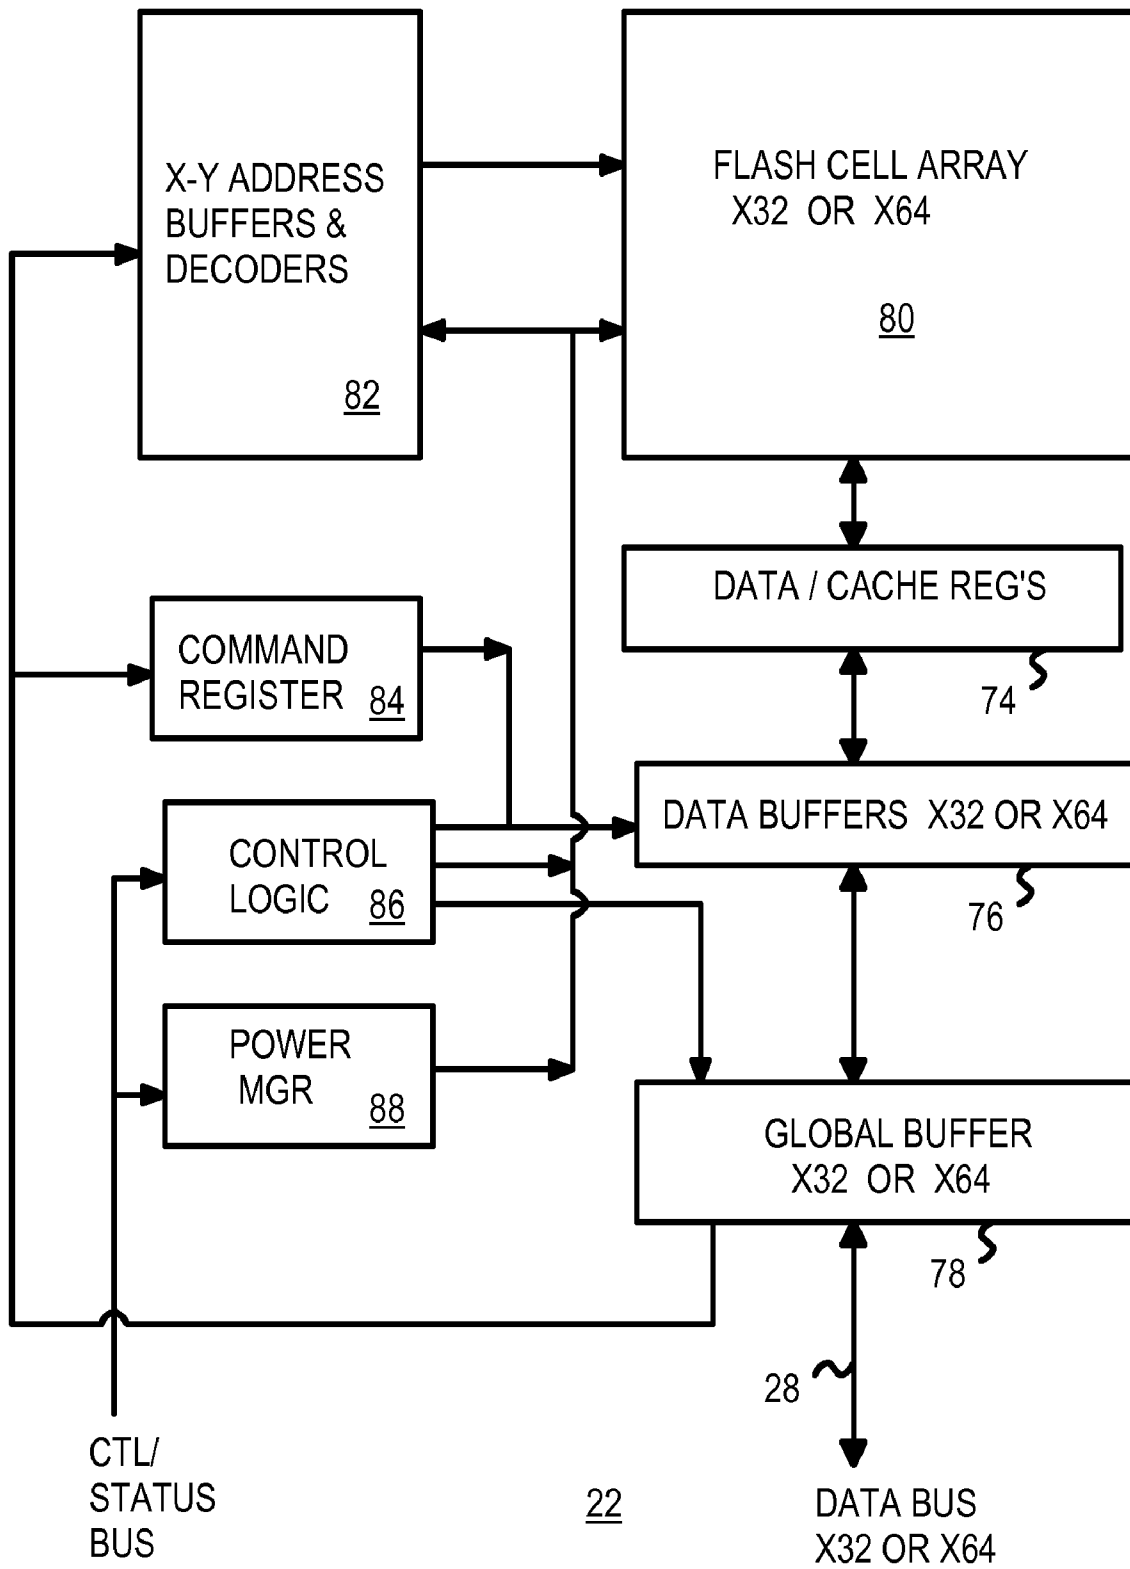 X-Y ADDRESS
BUFFERS &
DECODERS
82
FLASH CELL ARRAY
X32 OR X64
80
DATA / CACHE REG'S
74
COMMAND
REGISTER
84
DATA BUFFERS X32 OR X64
76
CONTROL
LOGIC
86
POWER
MGR
88
GLOBAL BUFFER
X32 OR X64
78
28
CTL/
STATUS
BUS
22
DATA BUS
X32 OR X64